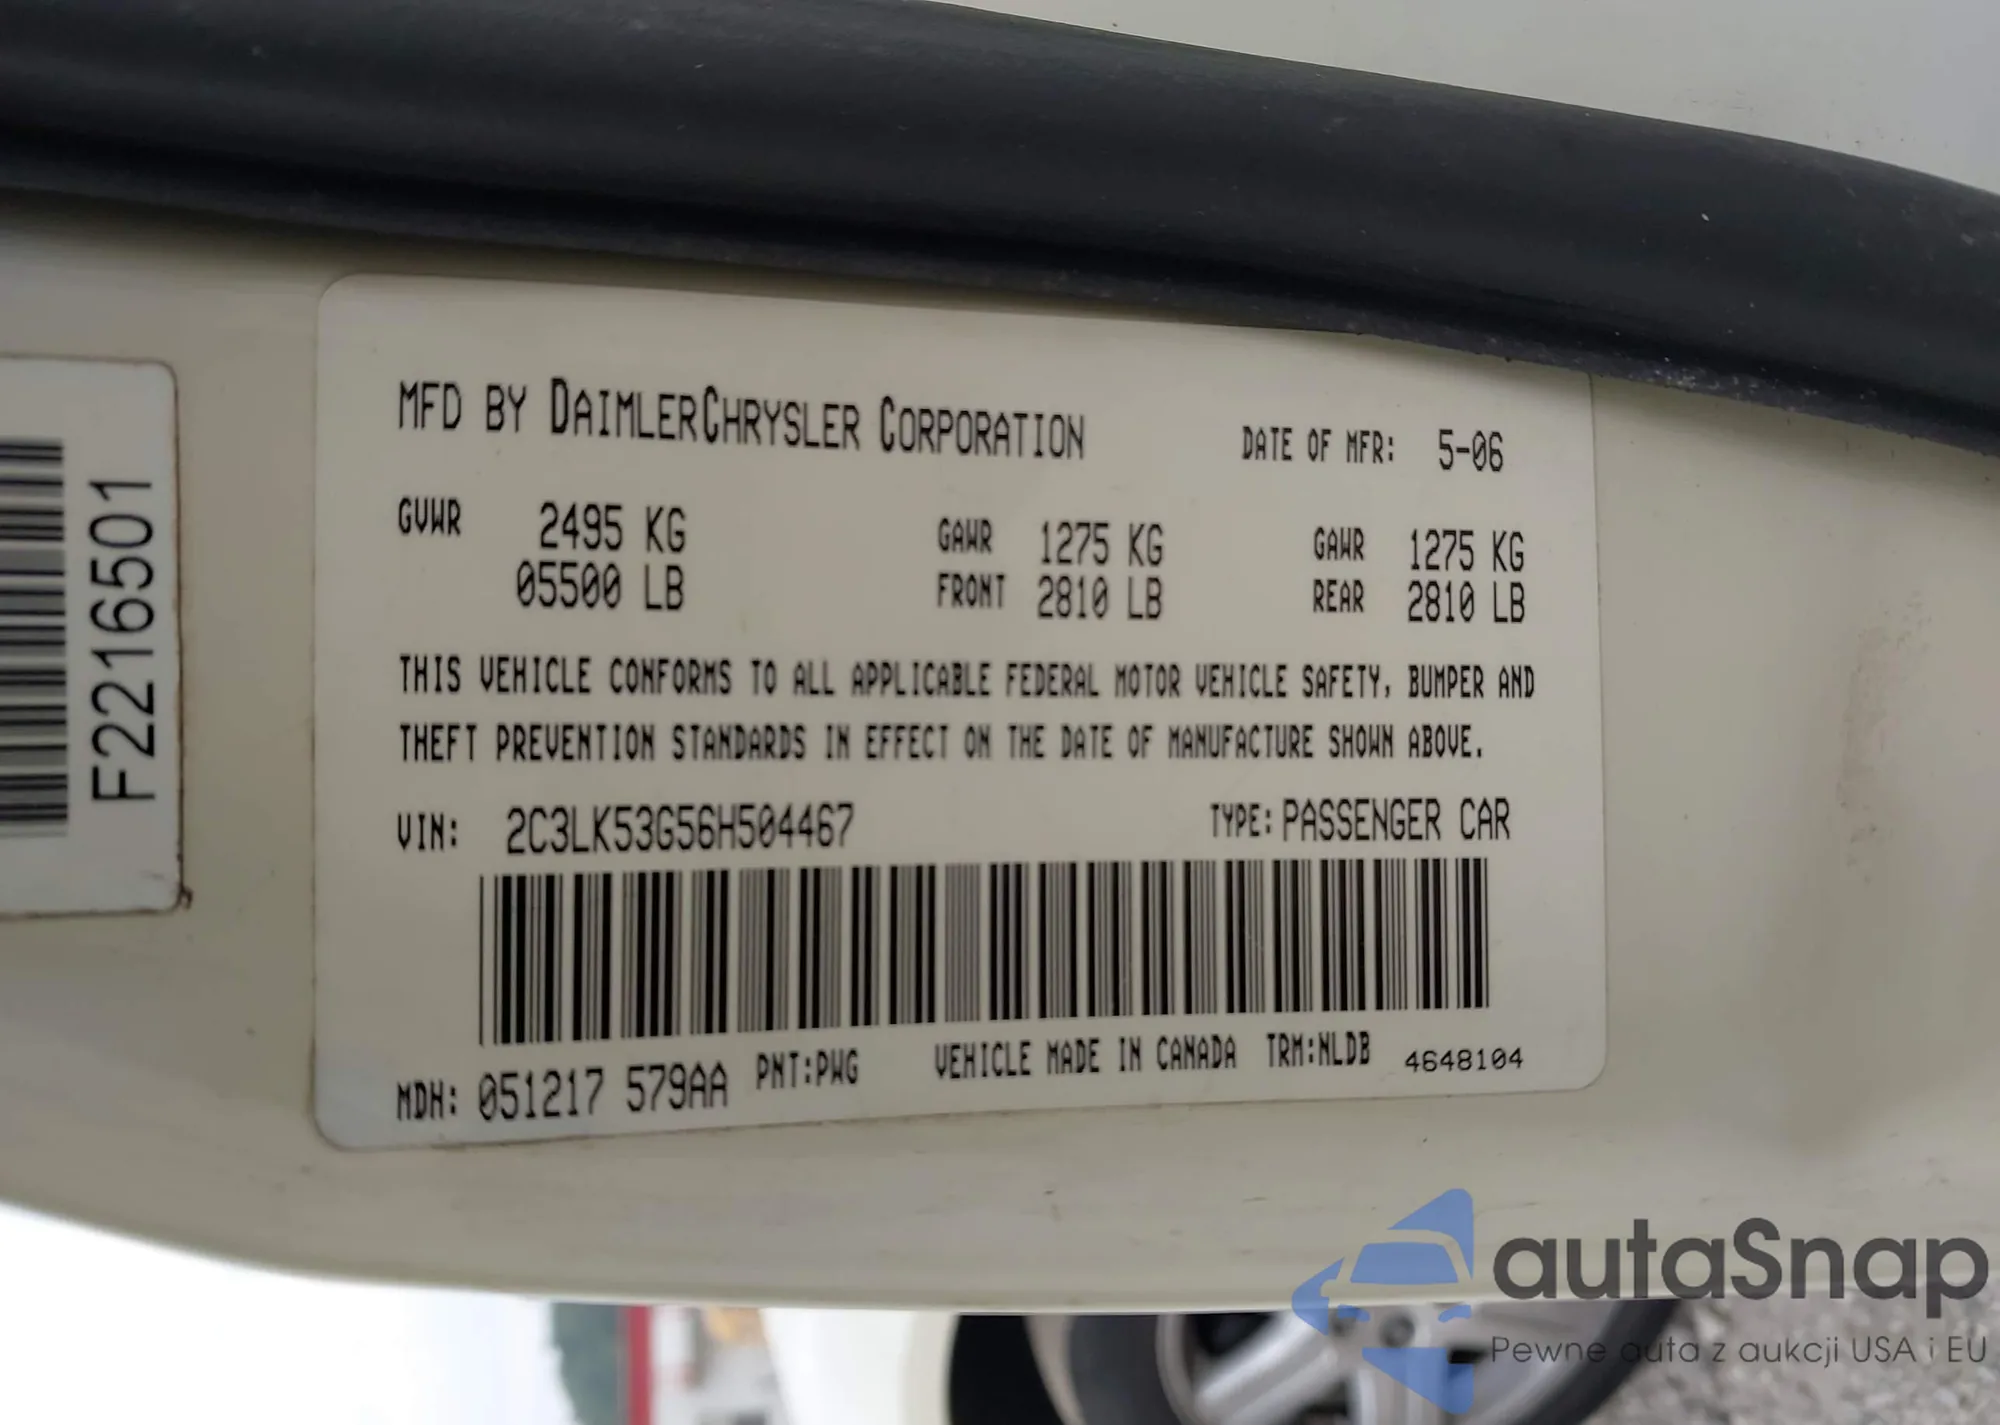 F2216501
MFD BY DAIMLERCHRYSLER CORPORATION DATE OF MFR: 5-06
GVWR 2495 KG GAWR 1275 KG GAWR 1275 KG
05500 LB FRONT 2810 LB REAR 2810 LB
THIS VEHICLE CONFORMS TO ALL APPLICABLE FEDERAL MOTOR VEHICLE SAFETY, BUMPER AND
THEFT PREVENTION STANDARDS IN EFFECT ON THE DATE OF MANUFACTURE SHOWN ABOVE.
VIN: 2C3LK53G56H504467 TYPE: PASSENGER CAR
MDH: 051217 579AA PNT:PWG VEHICLE MADE IN CANADA TRM:NLDB 4648104
autaSnap
Pewne auta z aukcji USA i EU